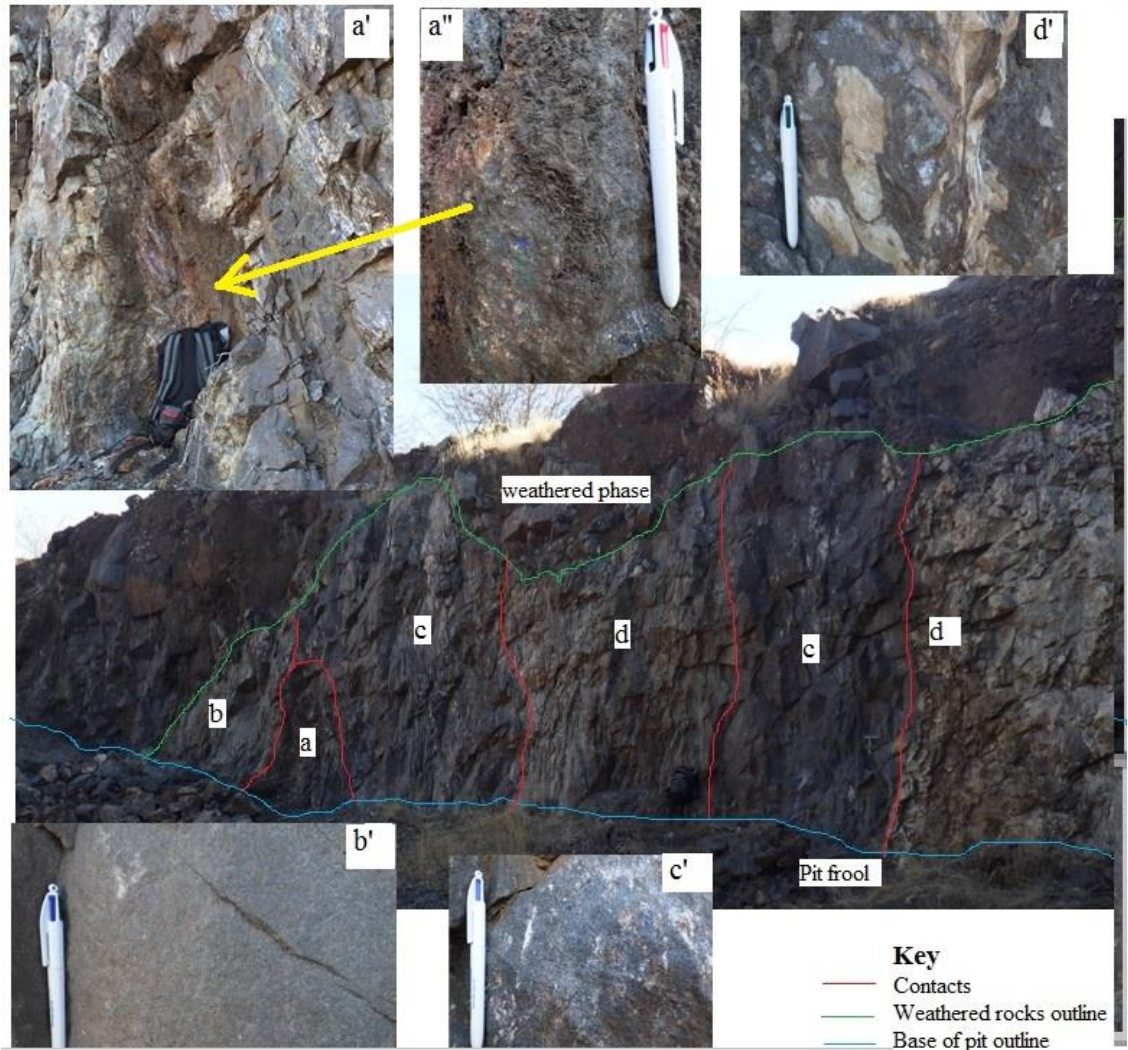 a'
a"
d'
weathered phase
c
d
c
d
b
a
b'
c'
Pit frool
Key
Contacts
Weathered rocks outline
Base of pit outline